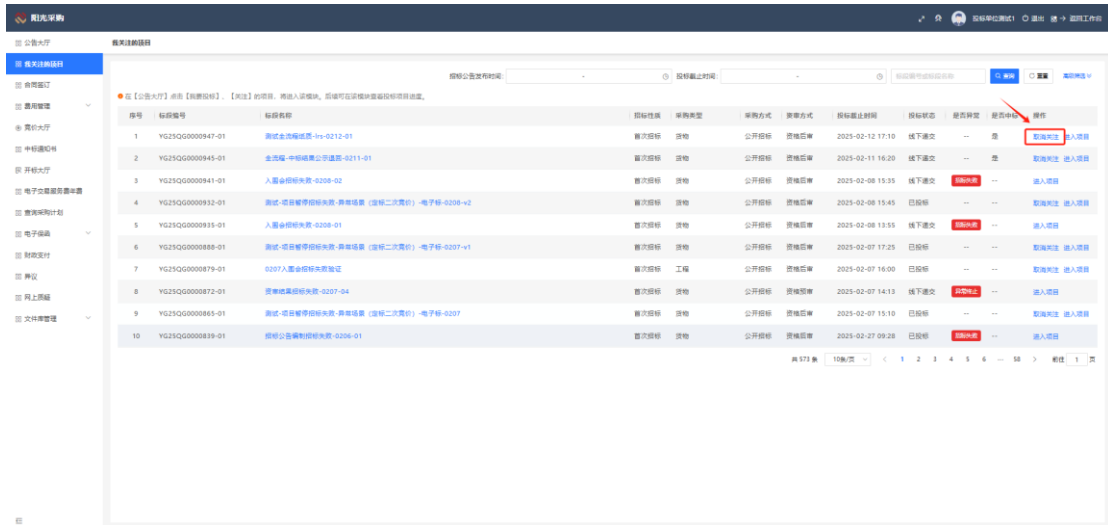 阳光采购
投标单位测试1 退出 返回工作台
公告大厅
我关注的项目
我关注的项目
合同签订
费用管理
竞价大厅
中标通知书
开标大厅
电子交易服务费年费
查询采购计划
电子保函
财政支付
异议
网上质疑
文件库管理
招标公告发布时间: - 投标截止时间: - 标段编号或标段名称 查询 重置 高级筛选
在【公告大厅】点击【我要投标】、【关注】的项目，将进入该模块。后续可在该模块查看投标项目进度。
序号 标段编号 标段名称 招标性质 采购类型 采购方式 资审方式 投标截止时间 投标状态 是否异常 是否中标 操作
1 YG25QG0000947-01 测试全流程纸质-lrs-0212-01 首次招标 货物 公开招标 资格后审 2025-02-12 17:10 线下递交 -- 是 取消关注 进入项目
2 YG25QG0000945-01 全流程-中标结果公示退回-0211-01 首次招标 货物 公开招标 资格后审 2025-02-11 16:20 线下递交 -- 是 取消关注 进入项目
3 YG25QG0000941-01 入围会招标失败-0208-02 首次招标 货物 公开招标 资格后审 2025-02-08 15:35 线下递交 招标失败 -- 进入项目
4 YG25QG0000932-01 测试-项目暂停招标失败-异常场景（定标二次竞价）-电子标-0208-v2 首次招标 货物 公开招标 资格后审 2025-02-08 15:45 已投标 -- -- 取消关注 进入项目
5 YG25QG0000935-01 入围会招标失败-0208-01 首次招标 货物 公开招标 资格后审 2025-02-08 13:55 线下递交 招标失败 -- 进入项目
6 YG25QG0000888-01 测试-项目暂停招标失败-异常场景（定标二次竞价）-电子标-0207-v1 首次招标 货物 公开招标 资格后审 2025-02-07 17:25 已投标 -- -- 取消关注 进入项目
7 YG25QG0000879-01 0207入围会招标失败验证 首次招标 工程 公开招标 资格后审 2025-02-07 16:00 已投标 -- -- 取消关注 进入项目
8 YG25QG0000872-01 资审结果招标失败-0207-04 首次招标 货物 公开招标 资格预审 2025-02-07 14:13 线下递交 异常终止 -- 进入项目
9 YG25QG0000865-01 测试-项目暂停招标失败-异常场景（定标二次竞价）-电子标-0207 首次招标 货物 公开招标 资格后审 2025-02-07 15:10 已投标 -- -- 取消关注 进入项目
10 YG25QG0000839-01 招标公告编制招标失败-0206-01 首次招标 货物 公开招标 资格后审 2025-02-27 09:28 已投标 招标失败 -- 进入项目
共 573 条 10条/页 < 1 2 3 4 5 6 ... 58 > 前往 1 页